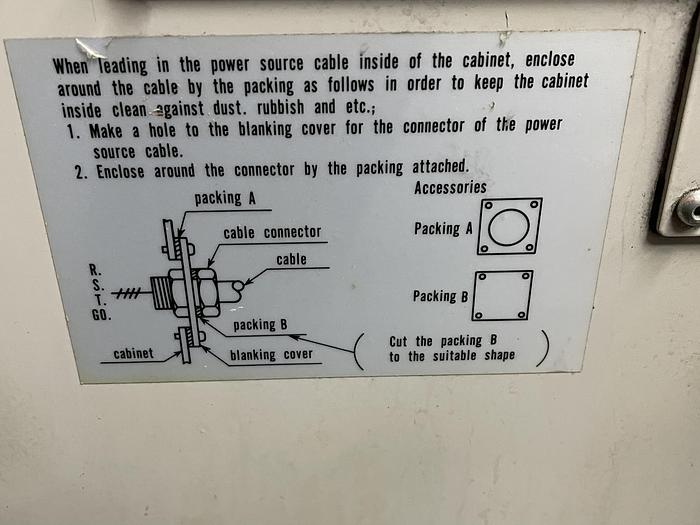 When leading in the power source cable inside of the cabinet, enclose
around the cable by the packing as follows in order to keep the cabinet
inside clean against dust. rubbish and etc.;
1. Make a hole to the blanking cover for the connector of the power
source cable.
2. Enclose around the connector by the packing attached.
Accessories
packing A
Packing A
cable connector
cable
R.
S.
T.
GO.
Packing B
packing B
Cut the packing B
to the suitable shape
cabinet
blanking cover